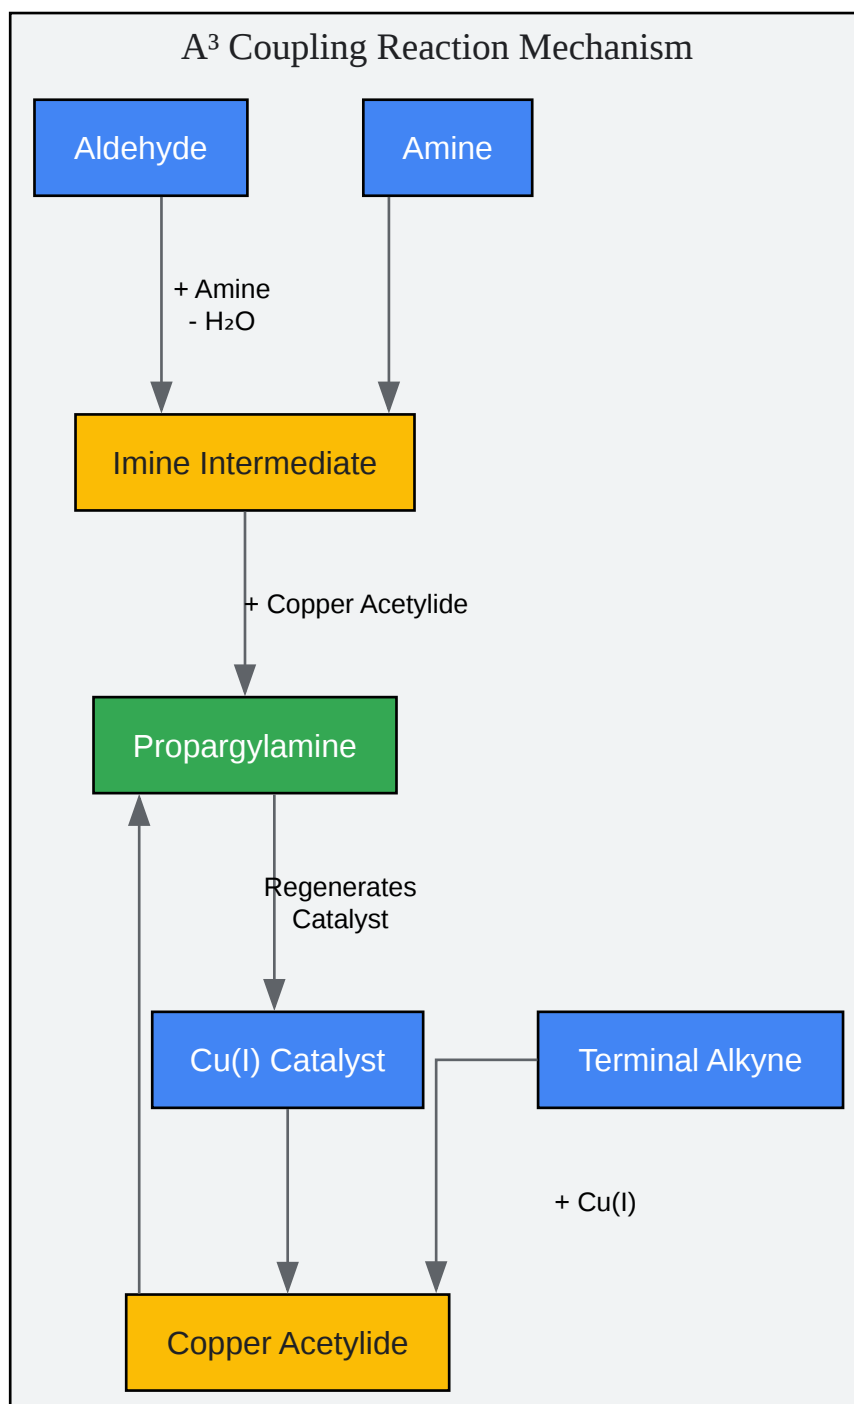 A³ Coupling Reaction Mechanism
Aldehyde
Amine
+ Amine
- H₂O
Imine Intermediate
+ Copper Acetylide
Propargylamine
Regenerates
Catalyst
Cu(I) Catalyst
Terminal Alkyne
+ Cu(I)
Copper Acetylide